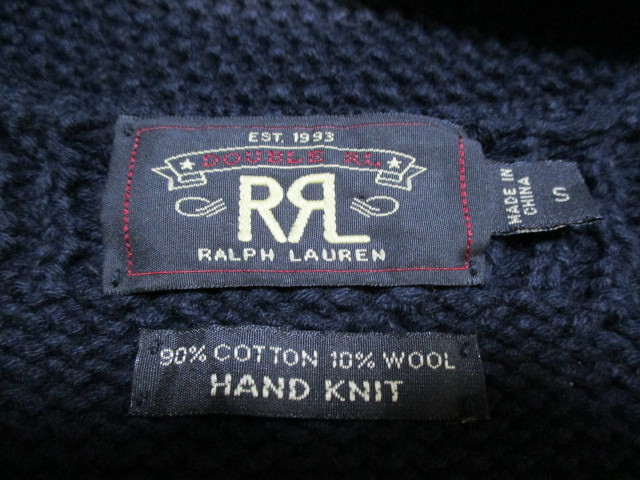 EST. 1993
DOUBLE RL
RRL
RALPH LAUREN
MADE IN
CHINA
S
90% COTTON 10% WOOL
HAND KNIT